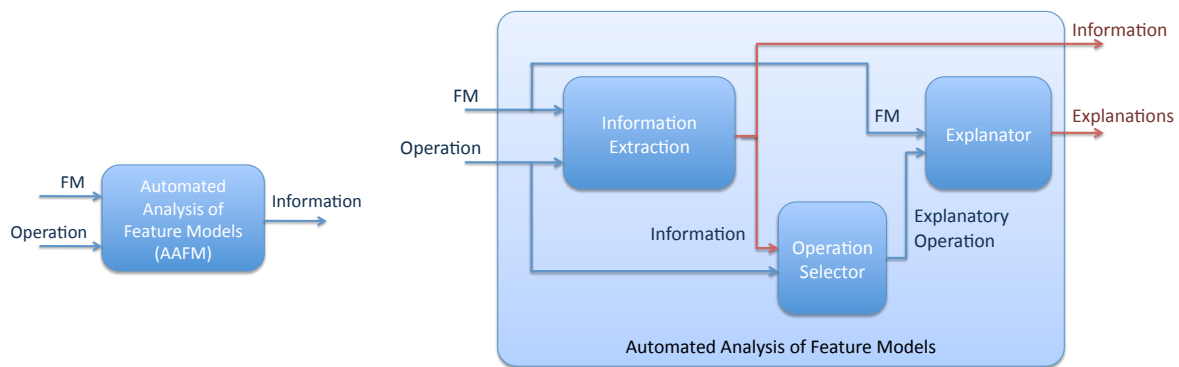 FM
Operation
Automated
Analysis of
Feature Models
(AAFM)
Information
FM
Operation
Information
Extraction
Information
Operation
Selector
FM
Explanatory
Operation
Explanator
Information
Explanations
Automated Analysis of Feature Models